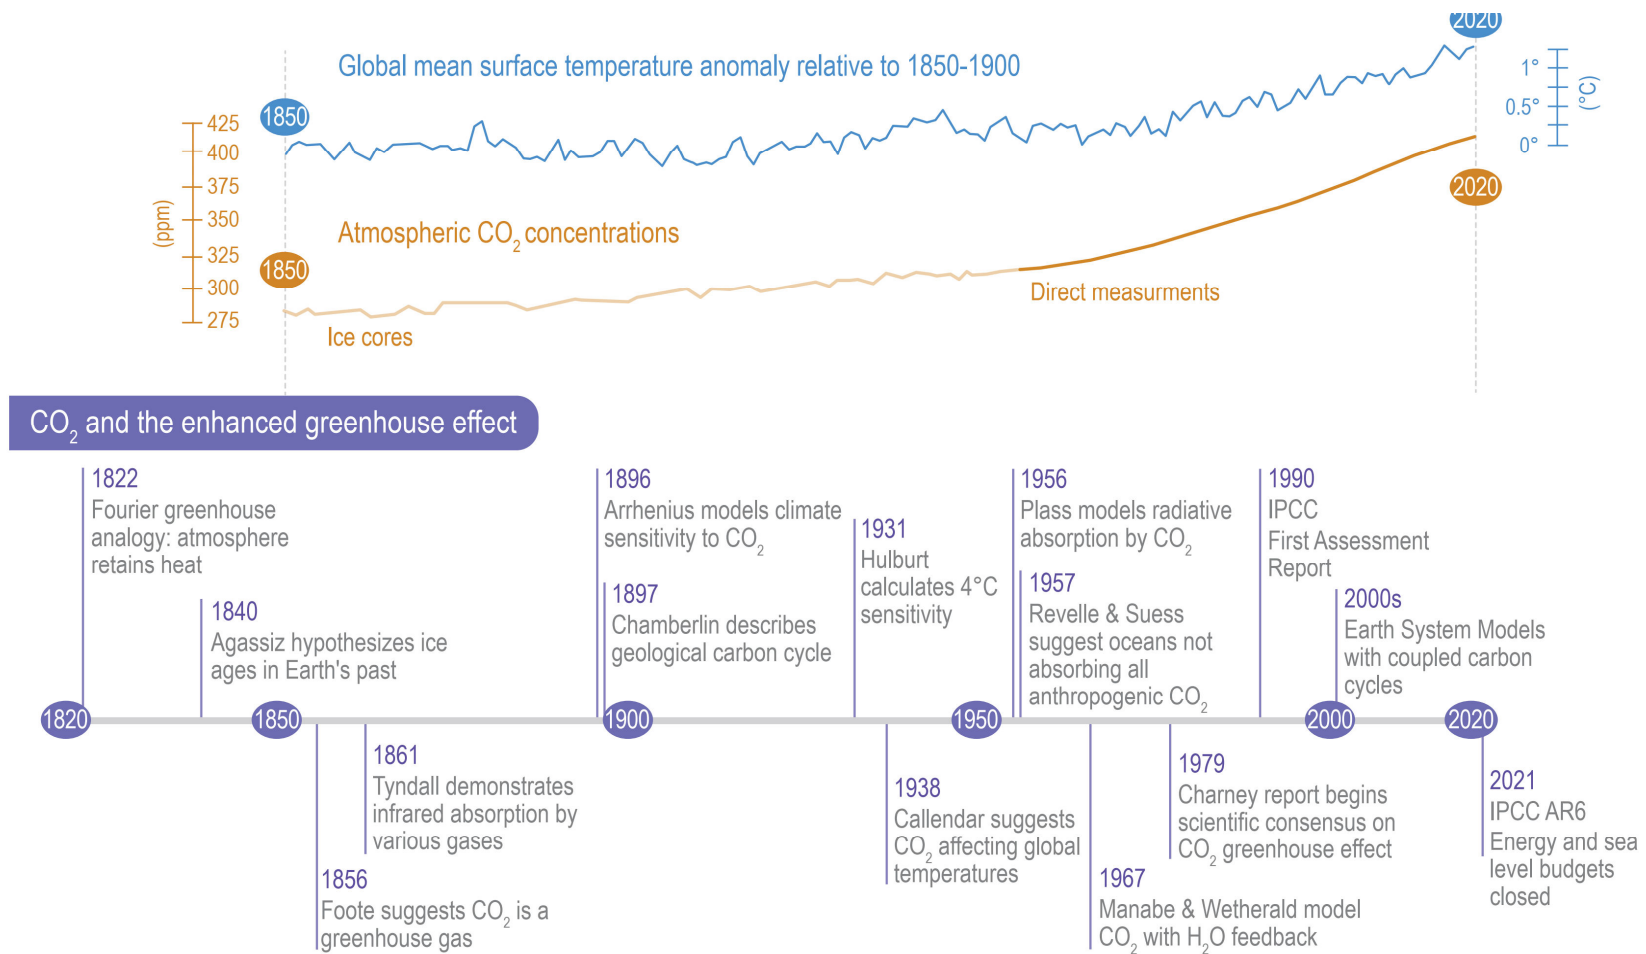 2020
Global mean surface temperature anomaly relative to 1850-1900
1°
0.5°
0°
(°C)
1850
425
400
375
350
325
300
275
(ppm)
2020
Atmospheric CO2 concentrations
1850
Direct measurments
Ice cores
CO2 and the enhanced greenhouse effect
1822
Fourier greenhouse
analogy: atmosphere
retains heat
1840
Agassiz hypothesizes ice
ages in Earth's past
1896
Arrhenius models climate
sensitivity to CO2
1897
Chamberlin describes
geological carbon cycle
1931
Hulburt
calculates 4°C
sensitivity
1956
Plass models radiative
absorption by CO2
1957
Revelle & Suess
suggest oceans not
absorbing all
anthropogenic CO2
1990
IPCC
First Assessment
Report
2000s
Earth System Models
with coupled carbon
cycles
1820
1850
1900
1950
2000
2020
1861
Tyndall demonstrates
infrared absorption by
various gases
1856
Foote suggests CO2 is a
greenhouse gas
1938
Callendar suggests
CO2 affecting global
temperatures
1979
Charney report begins
scientific consensus on
CO2 greenhouse effect
1967
Manabe & Wetherald model
CO2 with H2O feedback
2021
IPCC AR6
Energy and sea
level budgets
closed